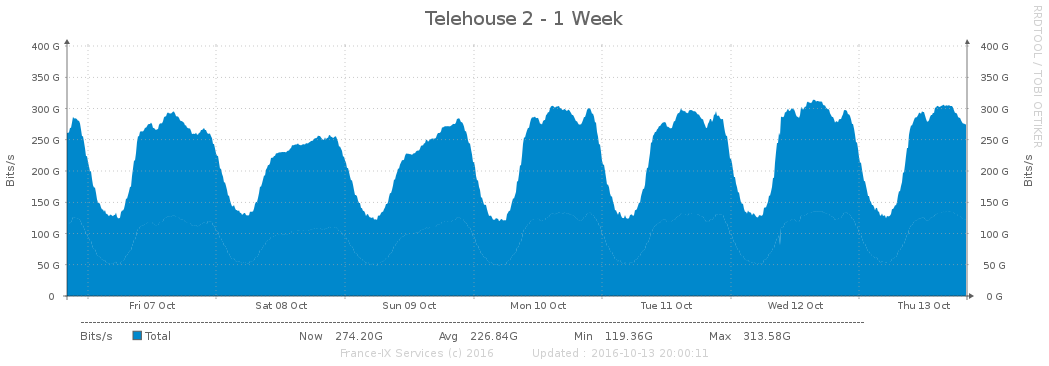 Telehouse 2 - 1 Week
RRDTOOL / TOBI OETIKER
400 G 400 G
350 G 350 G
300 G 300 G
250 G 250 G
200 G 200 G
150 G 150 G
100 G 100 G
50 G 50 G
0 0 G
Bits/s
Bits/s
Fri 07 Oct Sat 08 Oct Sun 09 Oct Mon 10 Oct Tue 11 Oct Wed 12 Oct Thu 13 Oct
Bits/s Total Now 274.20G Avg 226.84G Min 119.36G Max 313.58G
France-IX Services (c) 2016 Updated : 2016-10-13 20:00:11